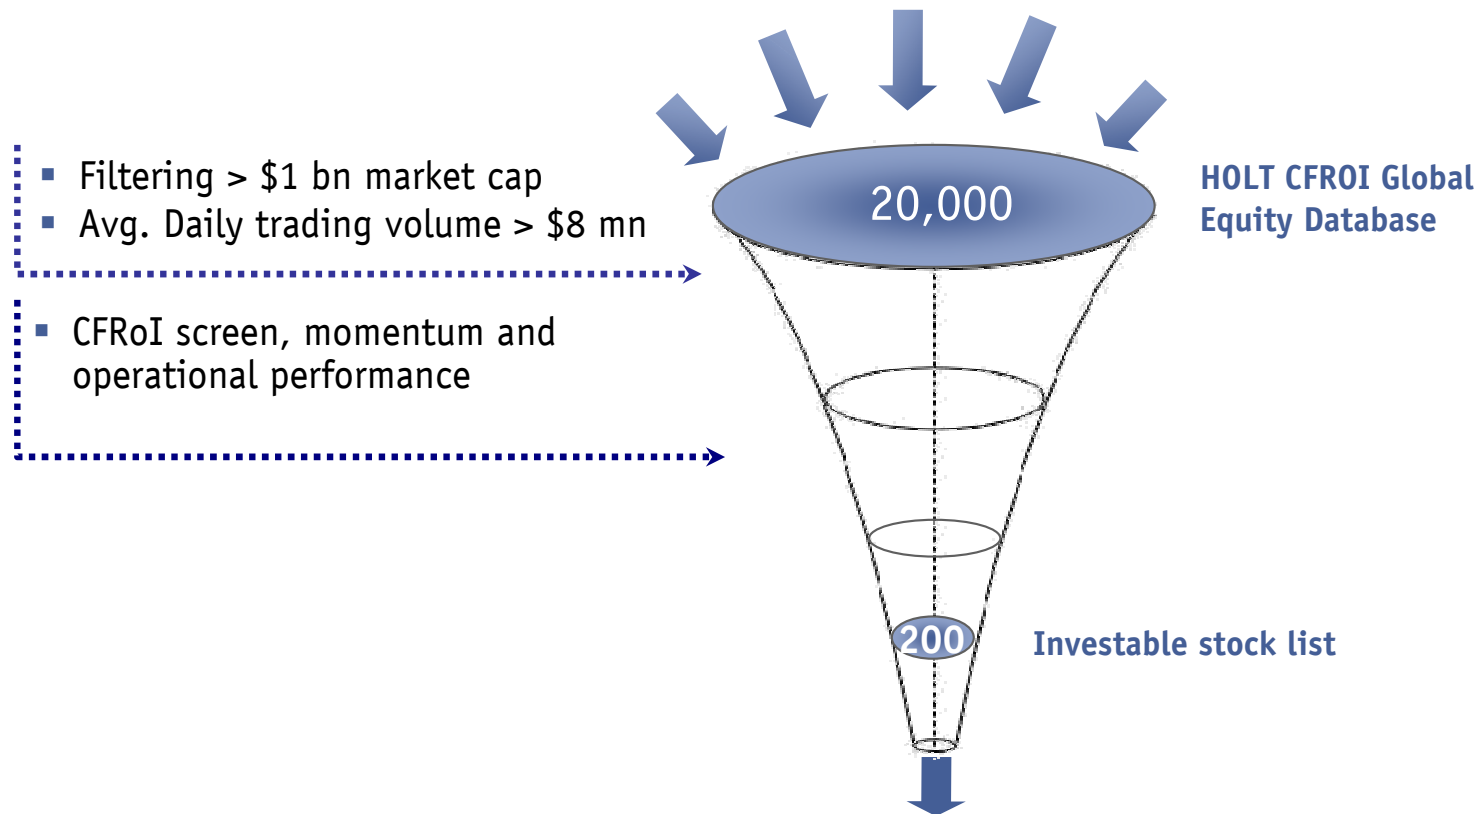 ▪ Filtering > $1 bn market cap
▪ Avg. Daily trading volume > $8 mn
▪ CFRoI screen, momentum and
operational performance
20,000
HOLT CFROI Global
Equity Database
200
Investable stock list